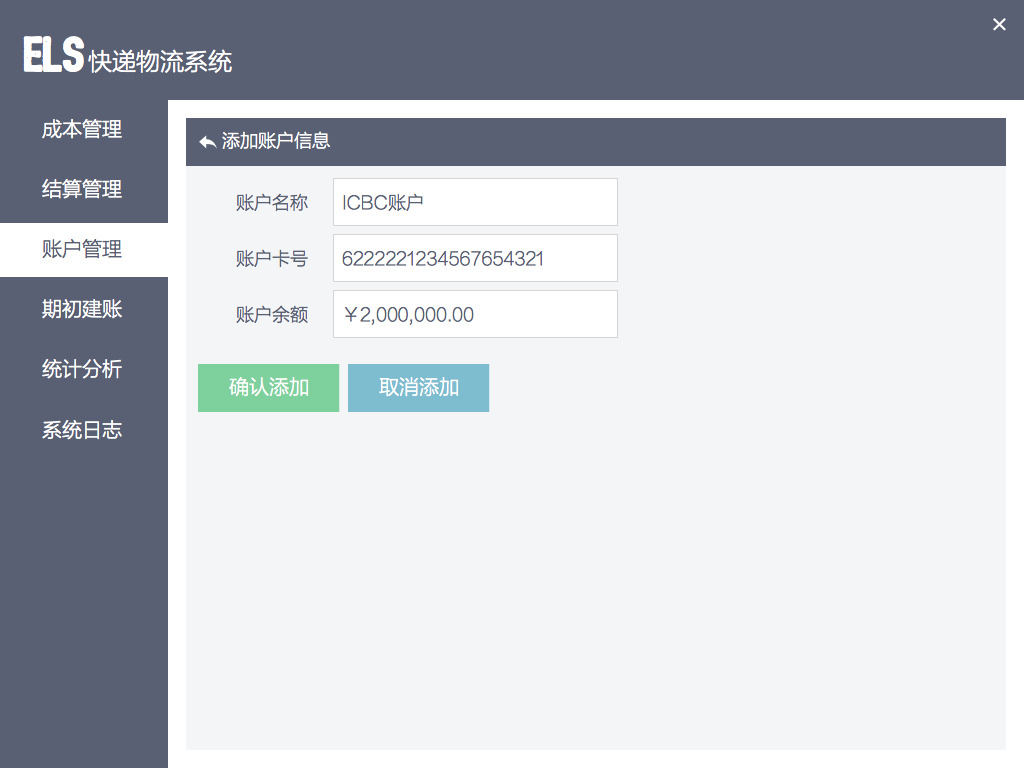 ELS 快递物流系统
成本管理
结算管理
账户管理
期初建账
统计分析
系统日志
添加账户信息
账户名称 ICBC账户
账户卡号 6222221234567654321
账户余额 ￥2,000,000.00
确认添加 取消添加